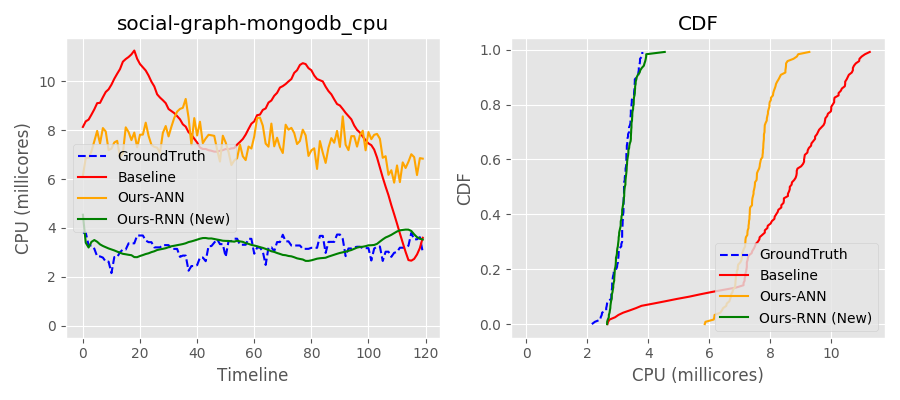 social-graph-mongodb_cpu
CPU (millicores)
10
8
6
4
2
0
GroundTruth
Baseline
Ours-ANN
Ours-RNN (New)
0 20 40 60 80 100 120
Timeline
CDF
CDF
1.0
0.8
0.6
0.4
0.2
0.0
GroundTruth
Baseline
Ours-ANN
Ours-RNN (New)
0 2 4 6 8 10
CPU (millicores)